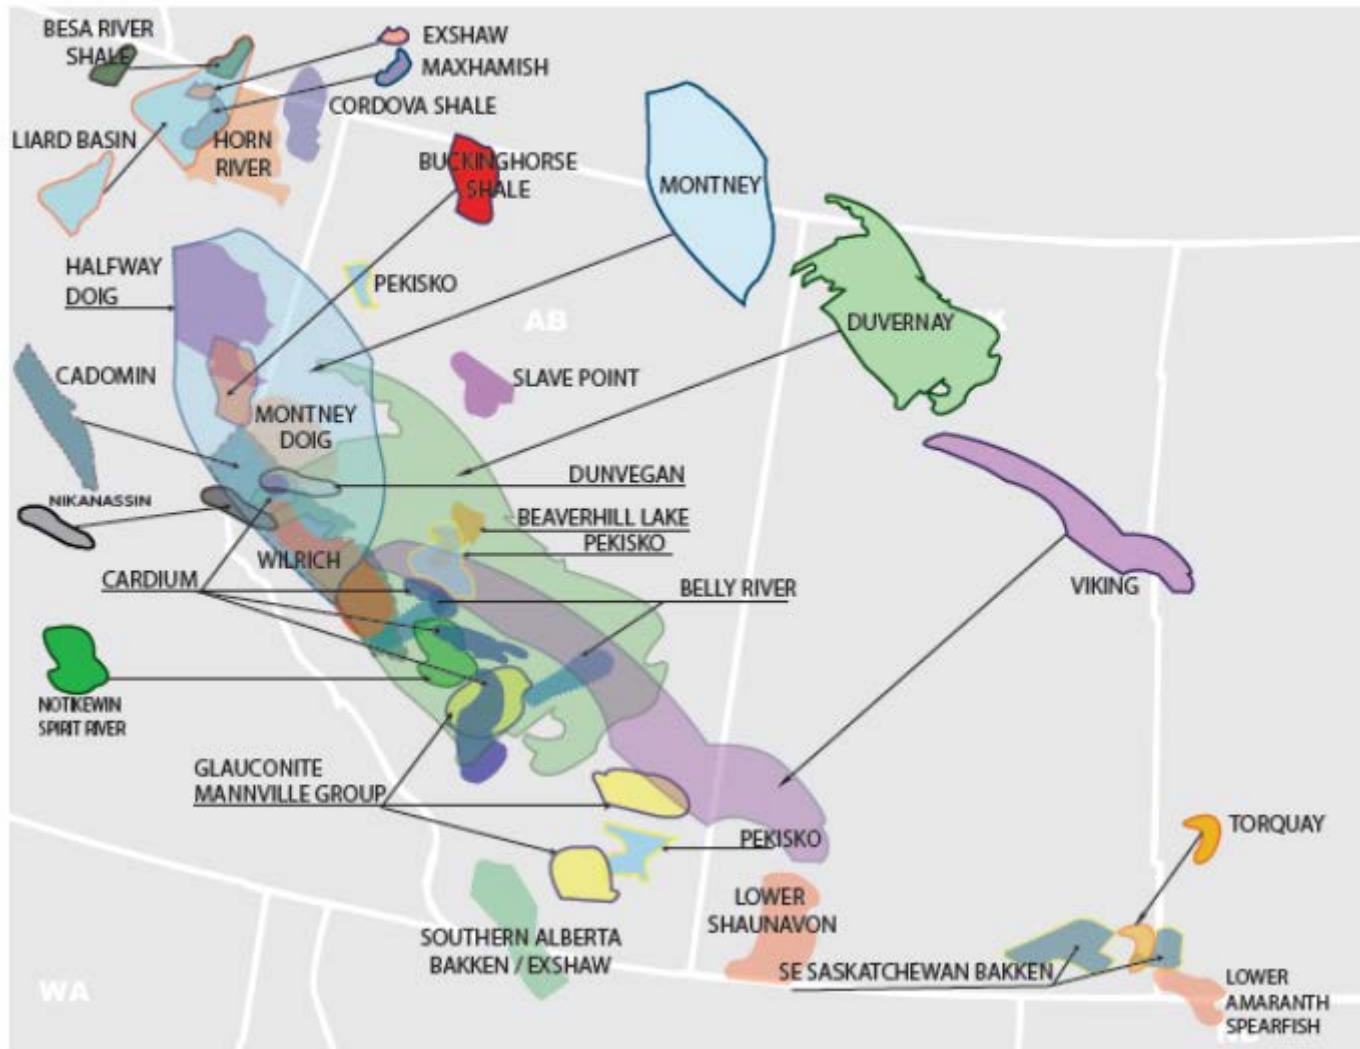 BESA RIVER
SHALE
EXSHAW
MAXHAMISH
CORDOVA SHALE
LIARD BASIN
HORN
RIVER
BUCKINGHORSE
SHALE
MONTNEY
HALFWAY
DOIG
PEKISKO
AB
DUVERNAY
K
CADOMIN
SLAVE POINT
MONTNEY
DOIG
DUNVEGAN
NIKANASSIN
BEAVERHILL LAKE
PEKISKO
WILRICH
CARDIUM
BELLY RIVER
VIKING
NOTIKEWIN
SPIRIT RIVER
GLAUCONITE
MANNVILLE GROUP
PEKISKO
TORQUAY
LOWER
SHAUNAVON
SOUTHERN ALBERTA
BAKKEN / EXSHAW
SE SASKATCHEWAN BAKKEN
WA
LOWER
AMARANTH
SPEARFISH